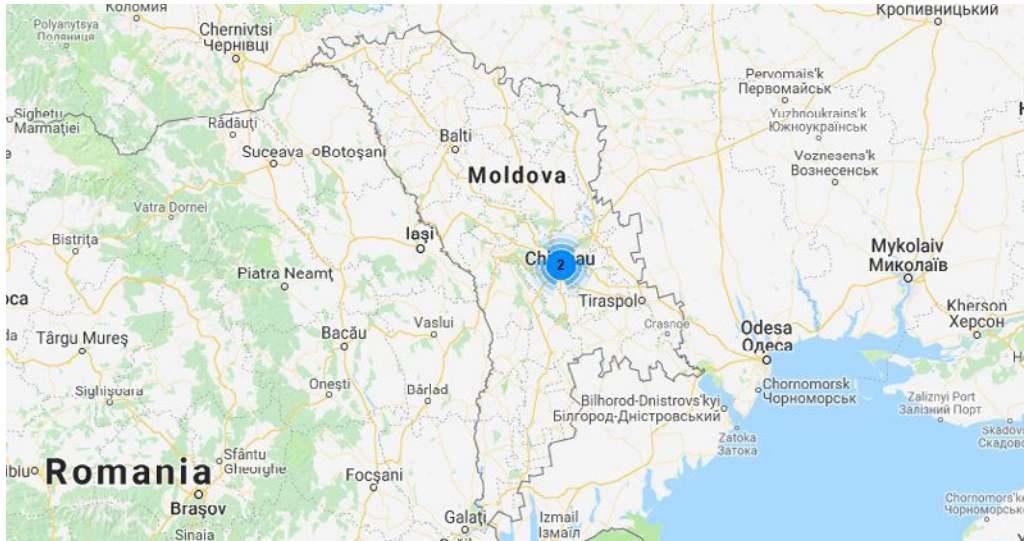 Коломия
Кропивницький
Polyanytsya
Поляниця
Chernivtsi
Чернівці
Pervomais'k
Первомайськ
Sighetu
Marmației
Rădăuți
Yuzhnoukrains'k
Южноукраїнськ
Balti
Suceava
Botoșani
Moldova
Voznesens'k
Вознесенськ
Vatra Dornei
Iași
Bistrița
2
Mykolaiv
Миколаїв
Piatra Neamț
Tiraspol
Kherson
Херсон
Târgu Mureș
Bacău
Vaslui
Crasnoe
Odesa
Одеса
Sighișoara
Onești
Bârlad
Chornomorsk
Чорноморськ
Bilhorod-Dnistrovs'kyi
Білгород-Дністровський
Zaliznyi Port
Залізний Порт
Zatoka
Затока
Romania
Sfântu
Gheorghe
Focșani
Brașov
Sinaia
Galați
Izmail
Ізмаїл